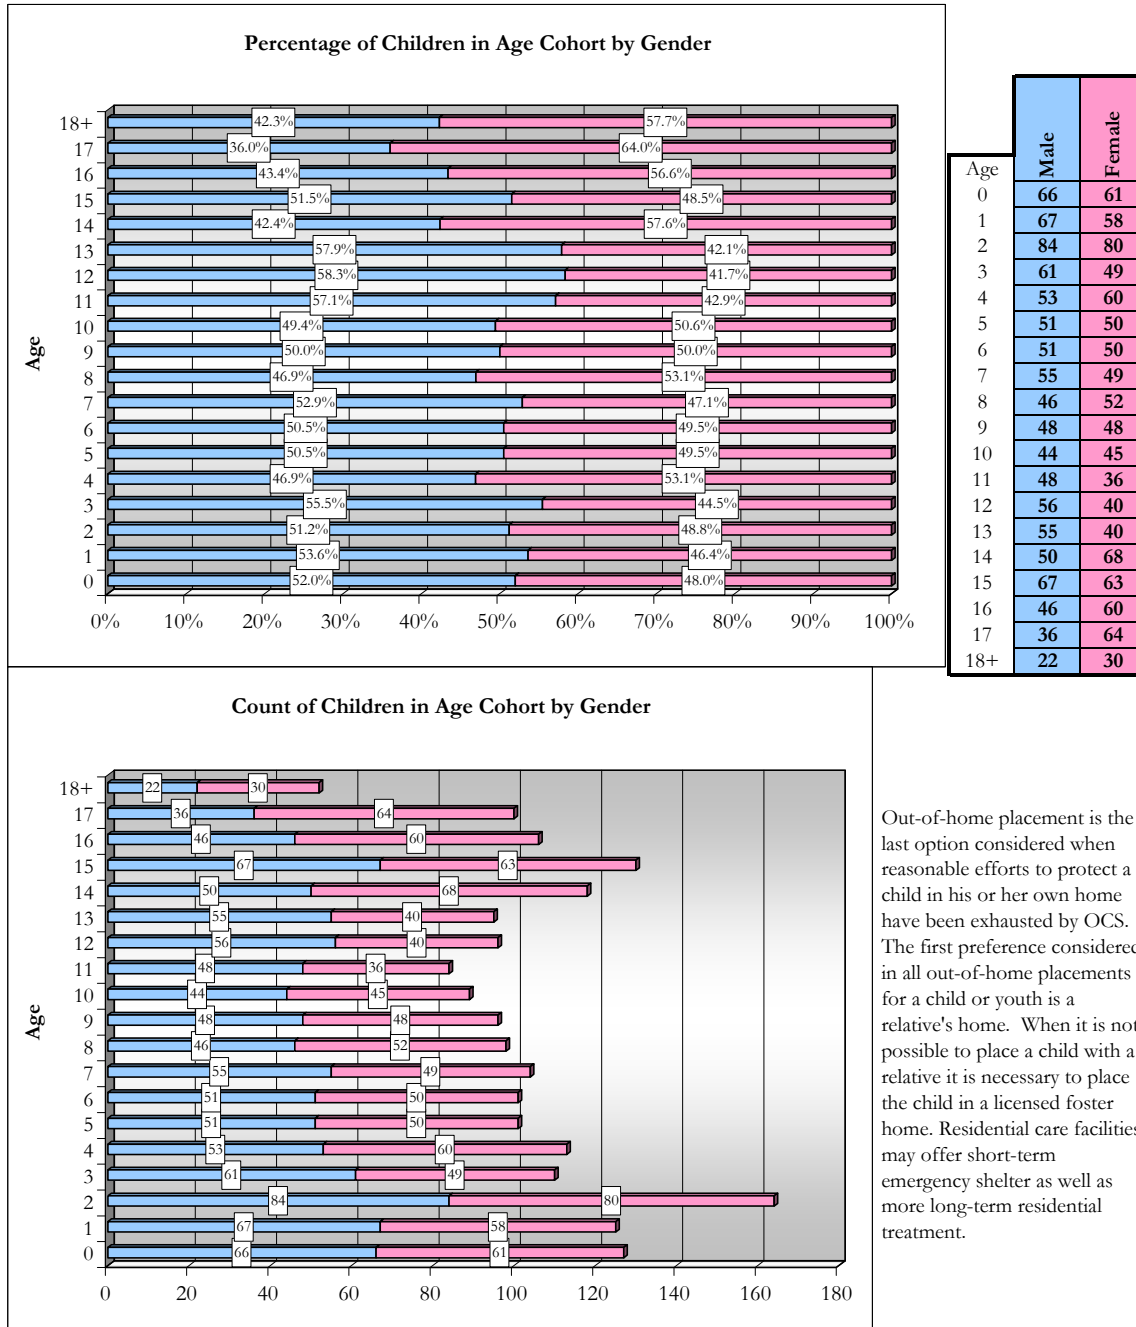 Percentage of Children in Age Cohort by Gender
Age
18+ 42.3% 57.7%
17 36.0% 64.0%
16 43.4% 56.6%
15 51.5% 48.5%
14 42.4% 57.6%
13 57.9% 42.1%
12 58.3% 41.7%
11 57.1% 42.9%
10 49.4% 50.6%
9 50.0% 50.0%
8 46.9% 53.1%
7 52.9% 47.1%
6 50.5% 49.5%
5 50.5% 49.5%
4 46.9% 53.1%
3 55.5% 44.5%
2 51.2% 48.8%
1 53.6% 46.4%
0 52.0% 48.0%
0% 10% 20% 30% 40% 50% 60% 70% 80% 90% 100%
Age Male Female
0 66 61
1 67 58
2 84 80
3 61 49
4 53 60
5 51 50
6 51 50
7 55 49
8 46 52
9 48 48
10 44 45
11 48 36
12 56 40
13 55 40
14 50 68
15 67 63
16 46 60
17 36 64
18+ 22 30
Count of Children in Age Cohort by Gender
Age
18+ 22 30
17 36 64
16 46 60
15 67 63
14 50 68
13 55 40
12 56 40
11 48 36
10 44 45
9 48 48
8 46 52
7 55 49
6 51 50
5 51 50
4 53 60
3 61 49
2 84 80
1 67 58
0 66 61
0 20 40 60 80 100 120 140 160 180
Out-of-home placement is the
last option considered when
reasonable efforts to protect a
child in his or her own home
have been exhausted by OCS.
The first preference considered
in all out-of-home placements
for a child or youth is a
relative's home. When it is not
possible to place a child with a
relative it is necessary to place
the child in a licensed foster
home. Residential care facilities
may offer short-term
emergency shelter as well as
more long-term residential
treatment.